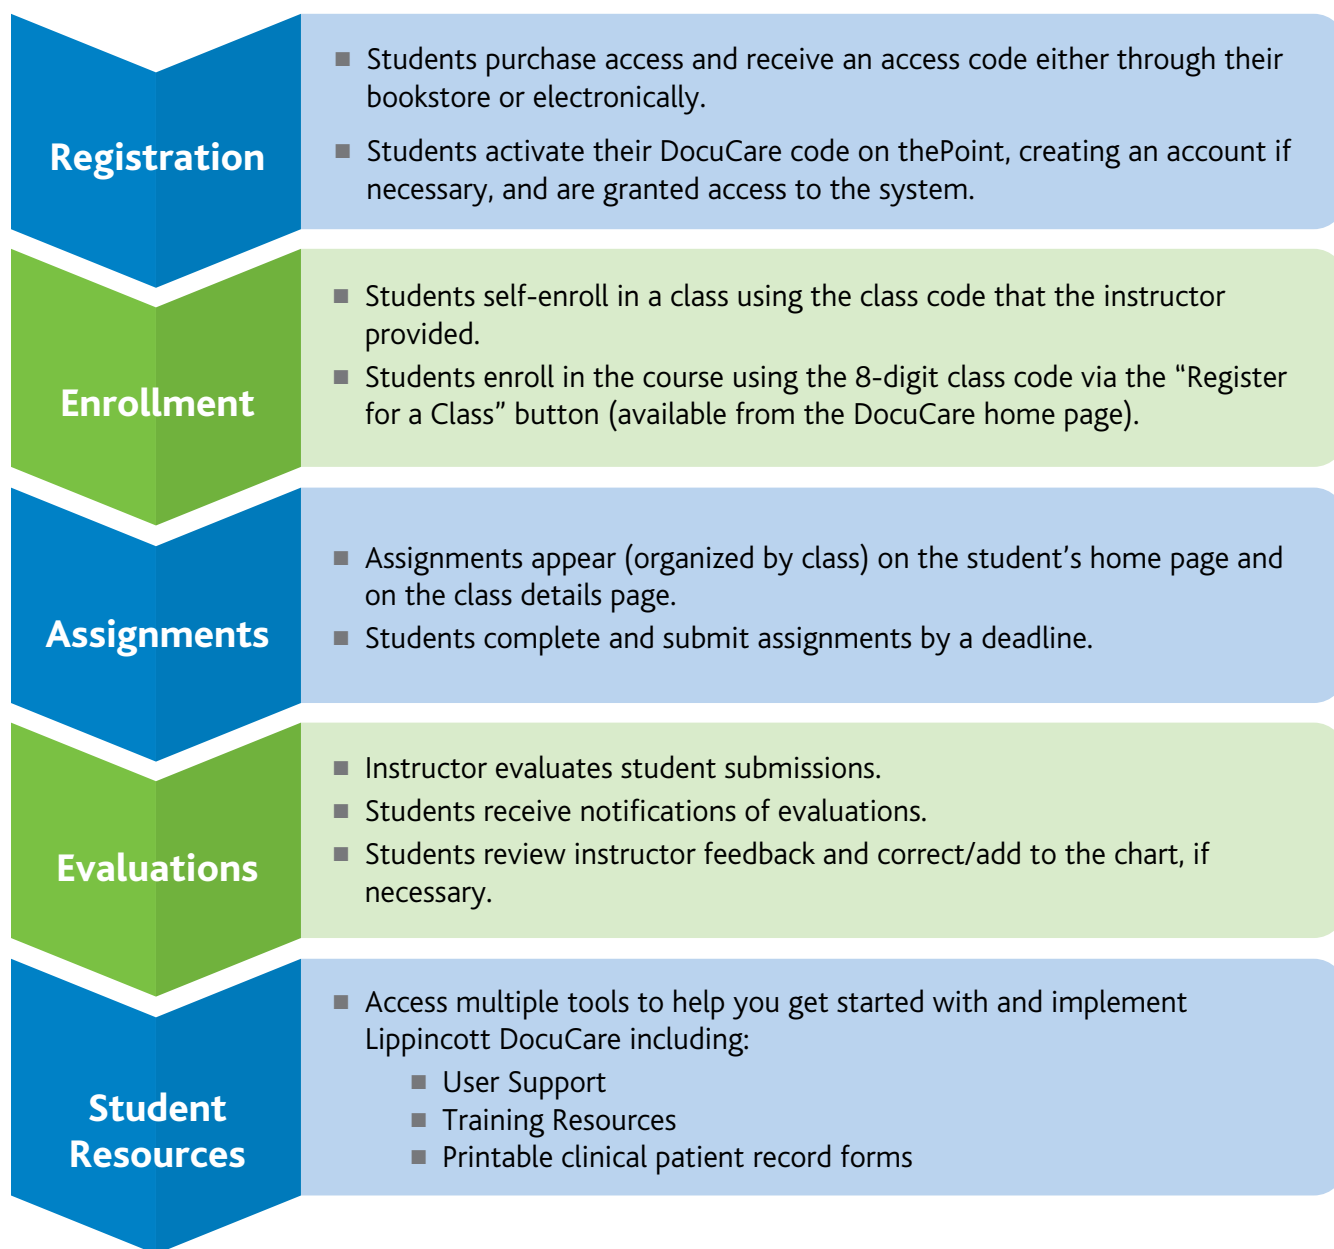 Registration
■ Students purchase access and receive an access code either through their
bookstore or electronically.
■ Students activate their DocuCare code on thePoint, creating an account if
necessary, and are granted access to the system.
Enrollment
■ Students self-enroll in a class using the class code that the instructor
provided.
■ Students enroll in the course using the 8-digit class code via the “Register
for a Class” button (available from the DocuCare home page).
Assignments
■ Assignments appear (organized by class) on the student’s home page and
on the class details page.
■ Students complete and submit assignments by a deadline.
Evaluations
■ Instructor evaluates student submissions.
■ Students receive notifications of evaluations.
■ Students review instructor feedback and correct/add to the chart, if
necessary.
Student
Resources
■ Access multiple tools to help you get started with and implement
Lippincott DocuCare including:
■ User Support
■ Training Resources
■ Printable clinical patient record forms